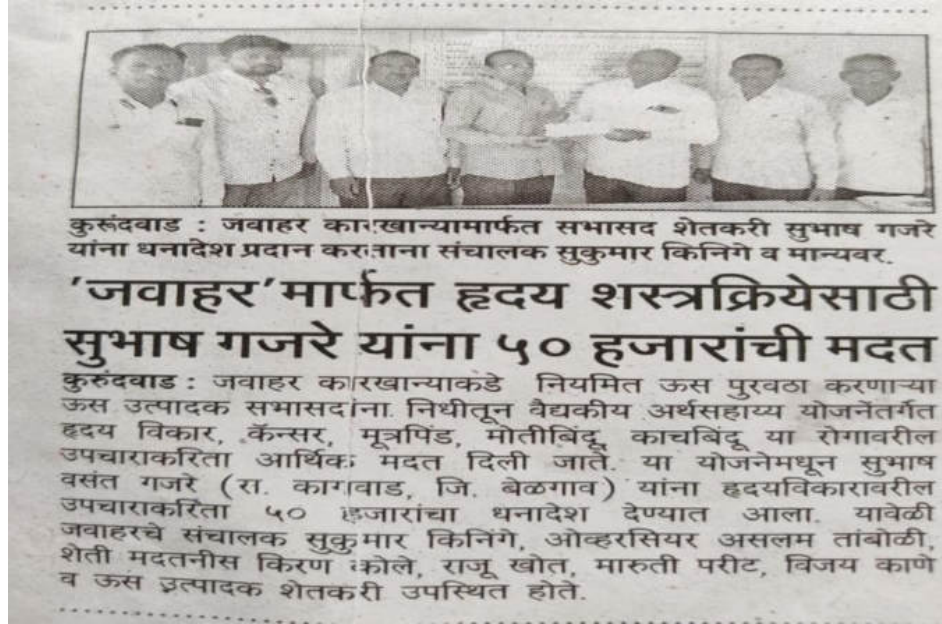 कुरुंदवाड : जवाहर कारखान्यामार्फत सभासद शेतकरी सुभाष गजरे
यांना धनादेश प्रदान करताना संचालक सुकुमार किनिगे व मान्यवर.
'जवाहर'मार्फत हृदय शस्त्रक्रियेसाठी
सुभाष गजरे यांना ५० हजारांची मदत
कुरुंदवाड : जवाहर कारखान्याकडे नियमित ऊस पुरवठा करणाऱ्या
ऊस उत्पादक सभासदांना निधीतून वैद्यकीय अर्थसहाय्य योजनेंतर्गत
हृदय विकार, कॅन्सर, मूत्रपिंड, मोतीबिंदू, काचबिंदू या रोगावरील
उपचाराकरिता आर्थिक मदत दिली जाते. या योजनेमधून सुभाष
वसंत गजरे (रा. कागवाड, जि. बेळगाव) यांना हृदयविकारावरील
उपचाराकरिता ५० हजारांचा धनादेश देण्यात आला. यावेळी
जवाहरचे संचालक सुकुमार किनिंगे, ओव्हरसियर असलम तांबोळी,
शेती मदतनीस किरण कोले, राजू खोत, मारुती परीट, विजय काणे
व ऊस उत्पादक शेतकरी उपस्थित होते.